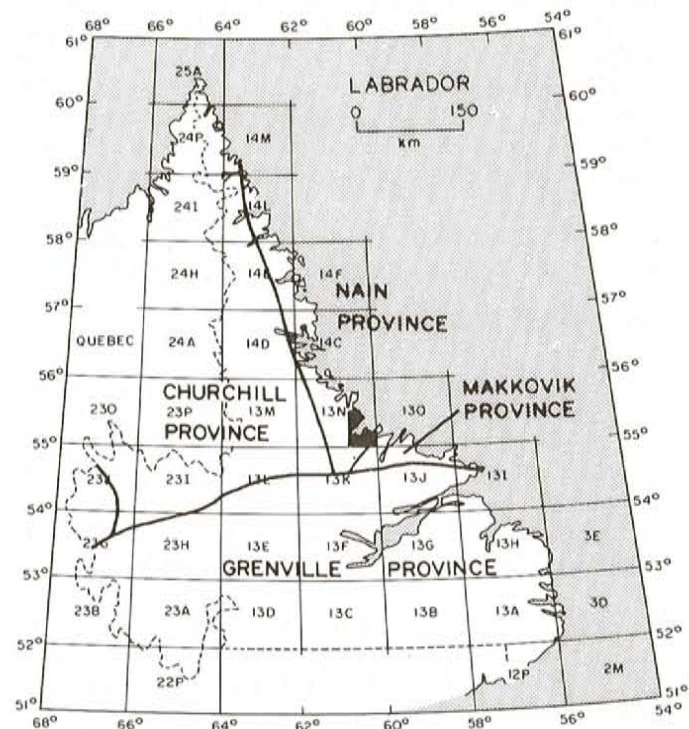 68° 66° 64° 62° 60° 58° 56°
61° 54° 61°
25A
LABRADOR
60° 60°
0 150
km
24P 14M
59° 59°
24I 14L
58° 58°
24H 14E 14F
NAIN
PROVINCE
57° 57°
QUEBEC 24A 14D 14C
56° 56°
CHURCHILL
PROVINCE
MAKKOVIK
PROVINCE
23O 23P 13M 13N 13O
55° 55°
23J 23I 13L 13K 13J 13I
54° 54°
23G 23H 13E 13F 13G 13H 3E
GRENVILLE PROVINCE
53° 53°
23B 23A 13D 13C 13B 13A 3D
52° 52°
22P 12P 2M
51° 51°
68° 66° 64° 62° 60° 58° 56° 54°